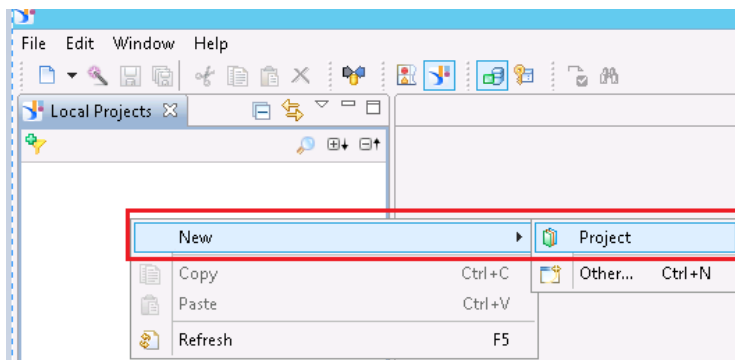 File Edit Window Help
Local Projects
New Project
Copy Ctrl+C Other... Ctrl+N
Paste Ctrl+V
Refresh F5